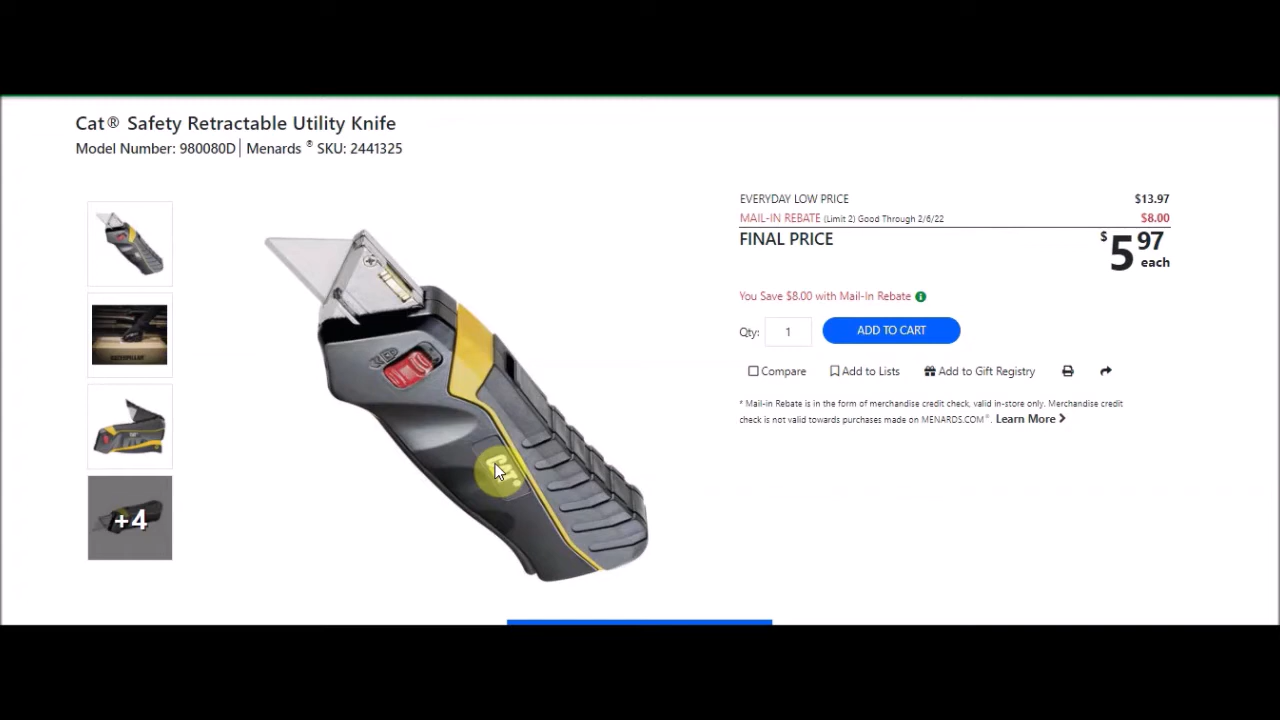 Cat® Safety Retractable Utility Knife
Model Number: 980080D Menards ® SKU: 2441325
EVERYDAY LOW PRICE $13.97
MAIL-IN REBATE (Limit 2) Good Through 2/6/22 $8.00
FINAL PRICE $5 97 each
You Save $8.00 with Mail-In Rebate
Qty: 1 ADD TO CART
Compare Add to Lists Add to Gift Registry
* Mail-in Rebate is in the form of merchandise credit check, valid in-store only. Merchandise credit
check is not valid towards purchases made on MENARDS.COM®. Learn More
CATERPILLAR
CAT
+4